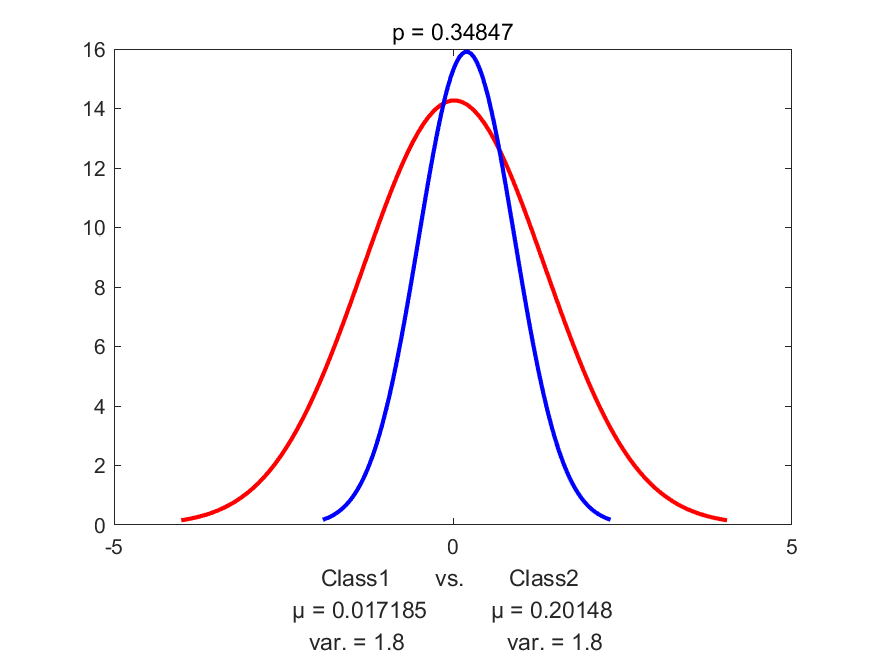 p = 0.34847
16
14
12
10
8
6
4
2
0
-5 0 5
Class1 vs. Class2
μ = 0.017185 μ = 0.20148
var. = 1.8 var. = 1.8